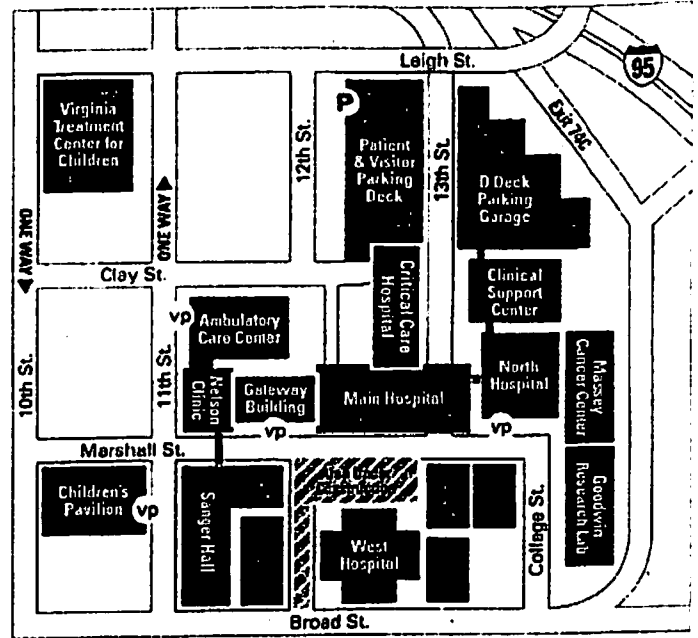 Leigh St.
95
Exit 74C
Virginia
Treatment
Center for
Children
12th St.
P
Patient
& Visitor
Parking
Deck
13th St.
D Deck
Parking
Garage
ONE WAY
ONE WAY
Clay St.
Critical Care
Hospital
Clinical
Support
Center
vp
Ambulatory
Care Center
10th St.
11th St.
Nelson
Clinic
Gateway
Building
vp
Main Hospital
North
Hospital
vp
Massey
Cancer Center
Marshall St.
Children's
Pavilion
vp
Sanger Hall
West
Hospital
College St.
Goodwin
Research Lab
Broad St.